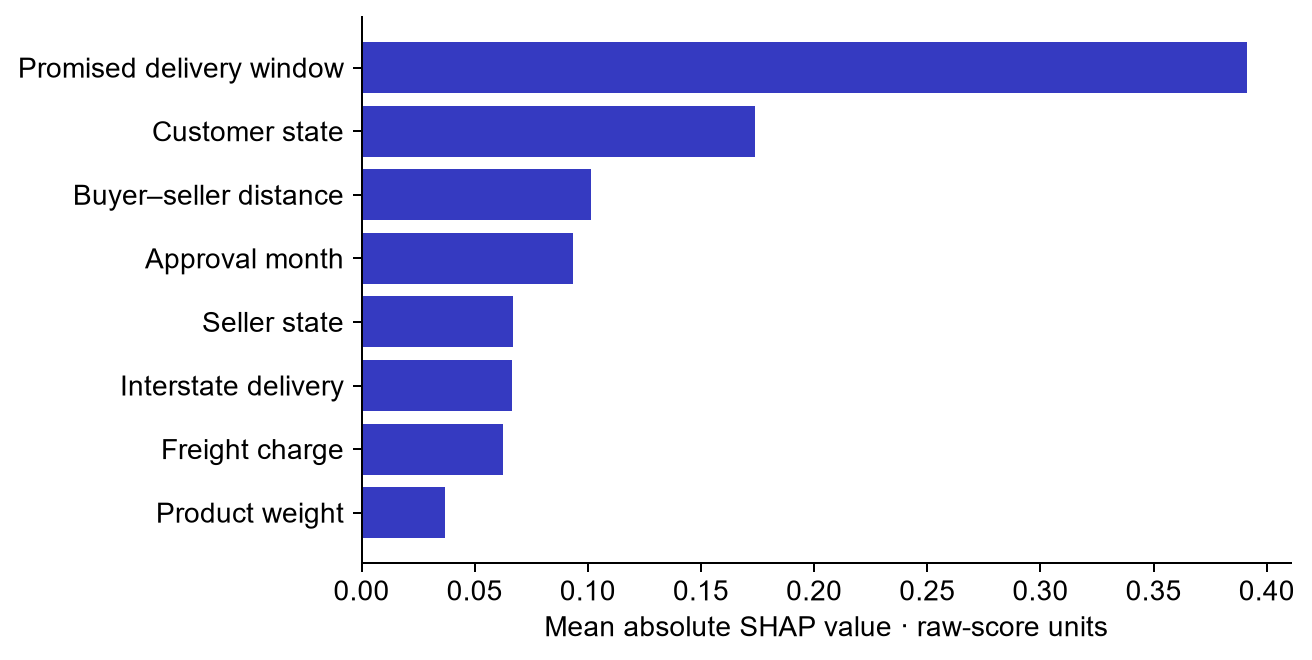 Promised delivery window
Customer state
Buyer–seller distance
Approval month
Seller state
Interstate delivery
Freight charge
Product weight
0.00 0.05 0.10 0.15 0.20 0.25 0.30 0.35 0.40
Mean absolute SHAP value · raw-score units